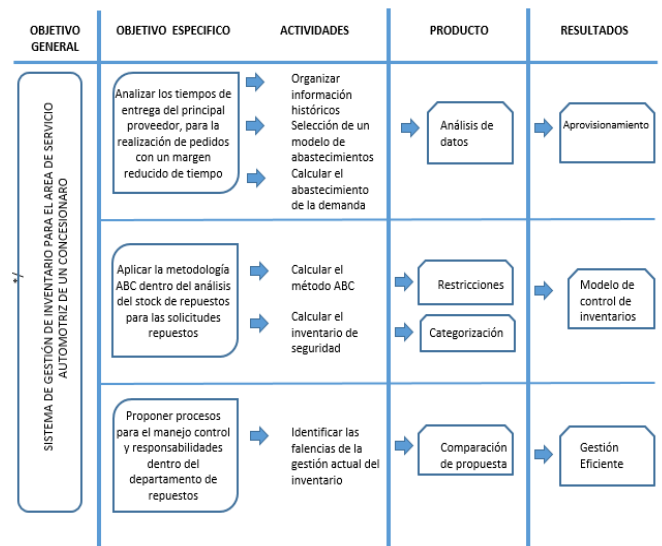 OBJETIVO
GENERAL
OBJETIVO ESPECIFICO
ACTIVIDADES
PRODUCTO
RESULTADOS
SISTEMA DE GESTIÓN DE INVENTARIO PARA EL AREA DE SERVICIO
AUTOMOTRIZ DE UN CONCESIONARO
Analizar los tiempos de
entrega del principal
proveedor, para la
realización de pedidos
con un margen
reducido de tiempo
Organizar
información
históricos
Selección de un
modelo de
abastecimientos
Calcular el
abastecimiento
de la demanda
Análisis de
datos
Aprovisionamiento
Aplicar la metodología
ABC dentro del análisis
del stock de repuestos
para las solicitudes
repuestos
Calcular el
método ABC
Calcular el
inventario de
seguridad
Restricciones
Categorización
Modelo de
control de
inventarios
Proponer procesos
para el manejo control
y responsabilidades
dentro del
departamento de
repuestos
Identificar las
falencias de la
gestión actual del
inventario
Comparación
de propuesta
Gestión
Eficiente